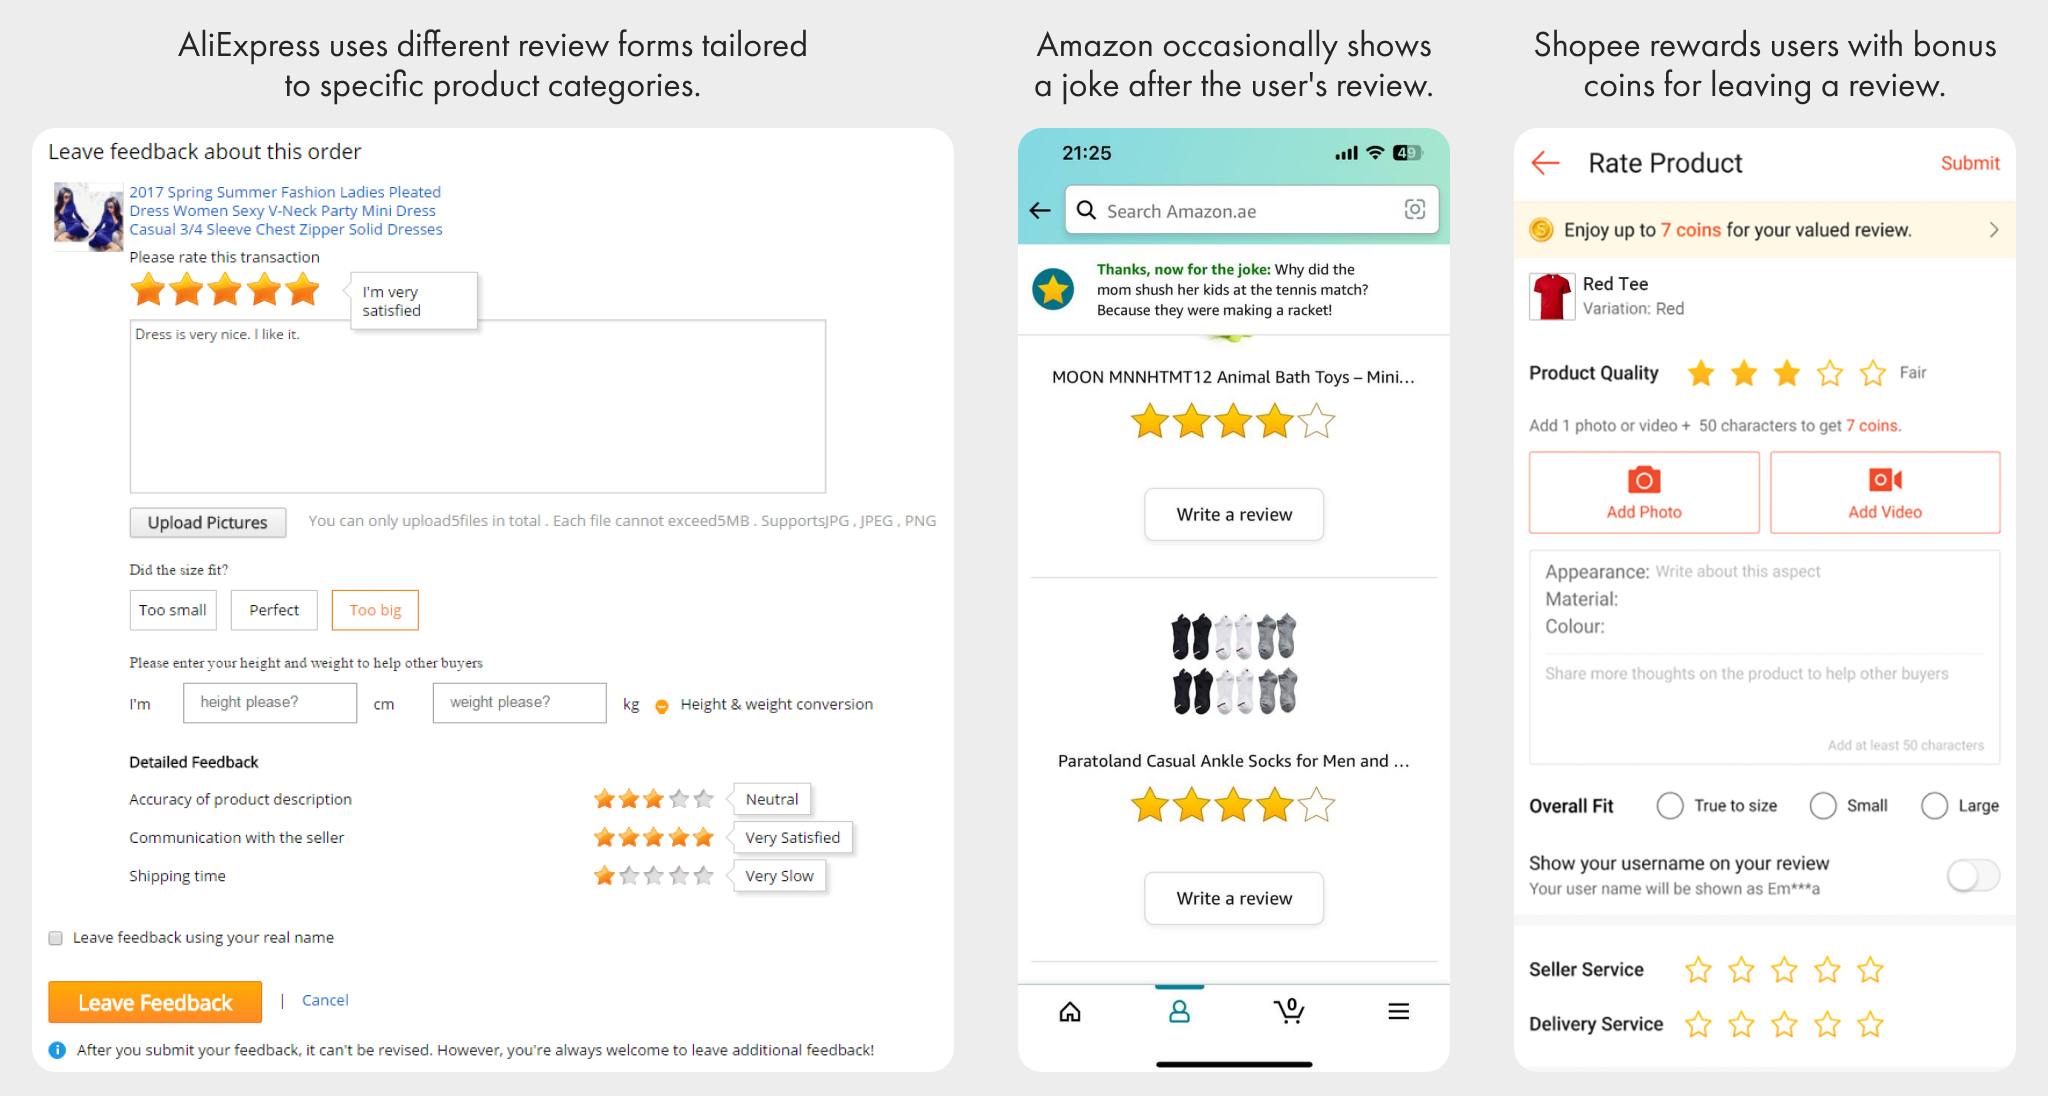 AliExpress uses different review forms tailored
to specific product categories.
Leave feedback about this order
2017 Spring Summer Fashion Ladies Pleated
Dress Women Sexy V-Neck Party Mini Dress
Casual 3/4 Sleeve Chest Zipper Solid Dresses
Please rate this transaction
I'm very
satisfied
Dress is very nice. I like it.
Upload Pictures
You can only upload5files in total . Each file cannot exceed5MB . SupportsJPG , JPEG , PNG
Did the size fit?
Too small Perfect Too big
Please enter your height and weight to help other buyers
I'm height please? cm weight please? kg Height & weight conversion
Detailed Feedback
Accuracy of product description Neutral
Communication with the seller Very Satisfied
Shipping time Very Slow
Leave feedback using your real name
Leave Feedback | Cancel
After you submit your feedback, it can't be revised. However, you're always welcome to leave additional feedback!
Amazon occasionally shows
a joke after the user's review.
21:25 49
Search Amazon.ae
Thanks, now for the joke: Why did the
mom shush her kids at the tennis match?
Because they were making a racket!
MOON MNNHTMT12 Animal Bath Toys – Mini...
Write a review
Paratoland Casual Ankle Socks for Men and ...
Write a review
0
Shopee rewards users with bonus
coins for leaving a review.
Rate Product Submit
Enjoy up to 7 coins for your valued review.
Red Tee
Variation: Red
Product Quality Fair
Add 1 photo or video + 50 characters to get 7 coins.
Add Photo Add Video
Appearance: Write about this aspect
Material:
Colour:
Share more thoughts on the product to help other buyers
Add at least 50 characters
Overall Fit True to size Small Large
Show your username on your review
Your user name will be shown as Em***a
Seller Service
Delivery Service